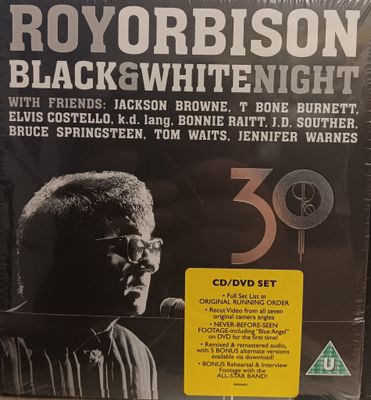 ROYORBISON
BLACK&WHITENIGHT
WITH FRIENDS: JACKSON BROWNE, T BONE BURNETT,
ELVIS COSTELLO, k.d. lang, BONNIE RAITT, J.D. SOUTHER,
BRUCE SPRINGSTEEN, TOM WAITS, JENNIFER WARNES
30
CD/DVD SET
• Full Set List in
ORIGINAL RUNNING ORDER
• Recut Video from all seven
original camera angles
• NEVER-BEFORE-SEEN
FOOTAGE-including "Blue Angel"
on DVD for the first time!
• Remixed & remastered audio,
with 5 BONUS alternate versions
available via download!
• BONUS Rehearsal & Interview
Footage with the
ALL-STAR BAND!
U